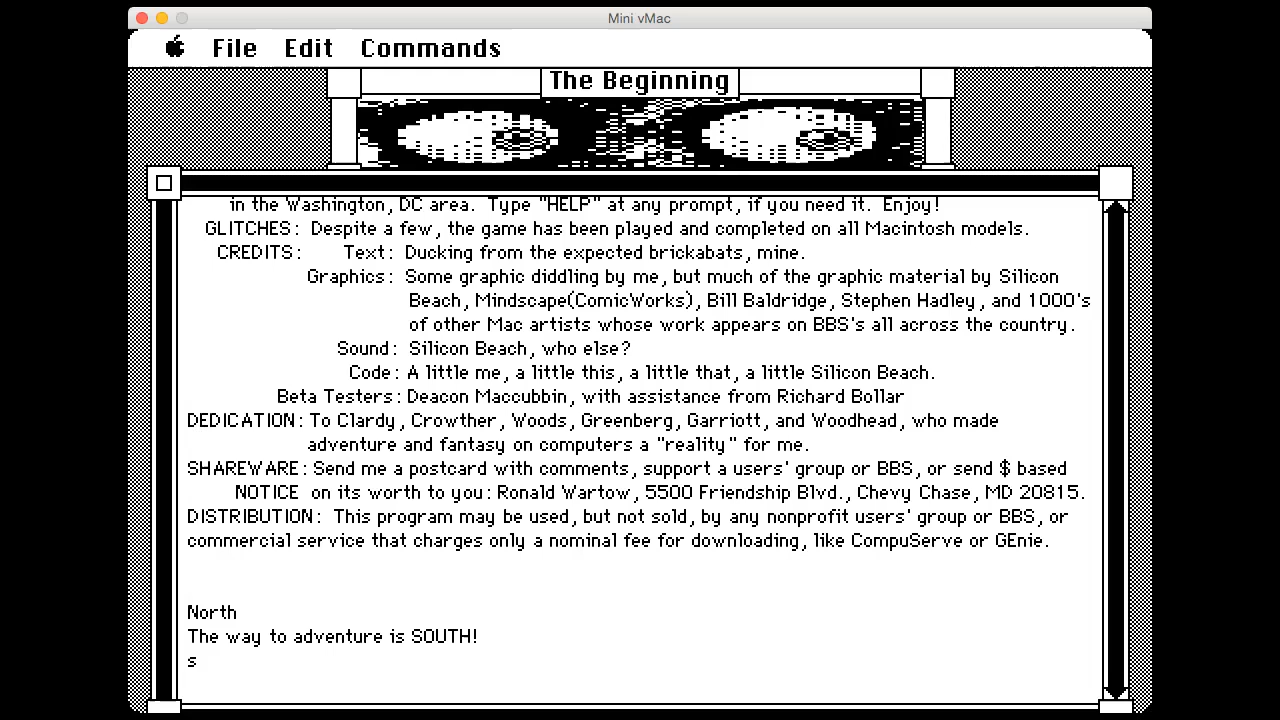 Mini vMac
File Edit Commands
The Beginning
in the Washington, DC area. Type "HELP" at any prompt, if you need it. Enjoy!
GLITCHES: Despite a few, the game has been played and completed on all Macintosh models.
CREDITS: Text: Ducking from the expected brickabats, mine.
Graphics: Some graphic diddling by me, but much of the graphic material by Silicon
Beach, Mindscape(ComicWorks), Bill Baldridge, Stephen Hadley, and 1000's
of other Mac artists whose work appears on BBS's all across the country.
Sound: Silicon Beach, who else?
Code: A little me, a little this, a little that, a little Silicon Beach.
Beta Testers: Deacon Maccubbin, with assistance from Richard Bollar
DEDICATION: To Clardy, Crowther, Woods, Greenberg, Garriott, and Woodhead, who made
adventure and fantasy on computers a "reality" for me.
SHAREWARE: Send me a postcard with comments, support a users' group or BBS, or send $ based
NOTICE on its worth to you: Ronald Wartow, 5500 Friendship Blvd., Chevy Chase, MD 20815.
DISTRIBUTION: This program may be used, but not sold, by any nonprofit users' group or BBS, or
commercial service that charges only a nominal fee for downloading, like CompuServe or GEnie.
North
The way to adventure is SOUTH!
s